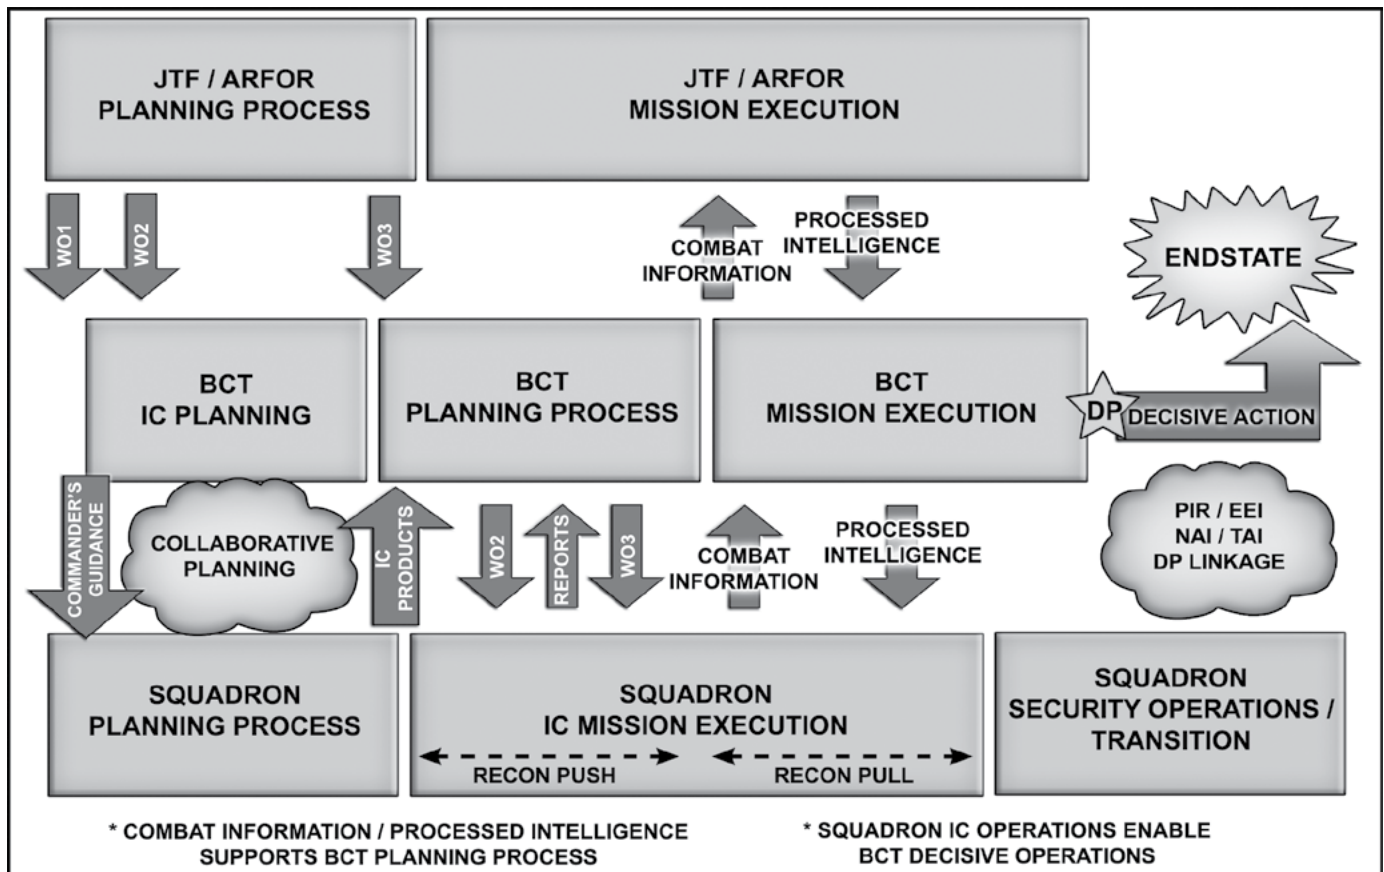 JTF / ARFOR
PLANNING PROCESS
JTF / ARFOR
MISSION EXECUTION
WO1
WO2
WO3
COMBAT
INFORMATION
PROCESSED
INTELLIGENCE
ENDSTATE
BCT
IC PLANNING
BCT
PLANNING PROCESS
BCT
MISSION EXECUTION
DP
DECISIVE ACTION
COMMANDER'S
GUIDANCE
COLLABORATIVE
PLANNING
IC
PRODUCTS
WO2
REPORTS
WO3
COMBAT
INFORMATION
PROCESSED
INTELLIGENCE
PIR / EEI
NAI / TAI
DP LINKAGE
SQUADRON
PLANNING PROCESS
SQUADRON
IC MISSION EXECUTION
RECON PUSH
RECON PULL
SQUADRON
SECURITY OPERATIONS /
TRANSITION
* COMBAT INFORMATION / PROCESSED INTELLIGENCE
SUPPORTS BCT PLANNING PROCESS
* SQUADRON IC OPERATIONS ENABLE
BCT DECISIVE OPERATIONS